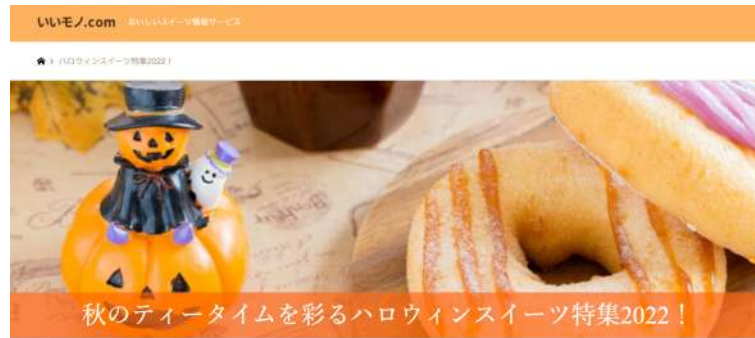 いいモノ.com おいしいスイーツ情報サービス
ハロウィンスイーツ特集2022！
秋のティータイムを彩るハロウィンスイーツ特集2022！